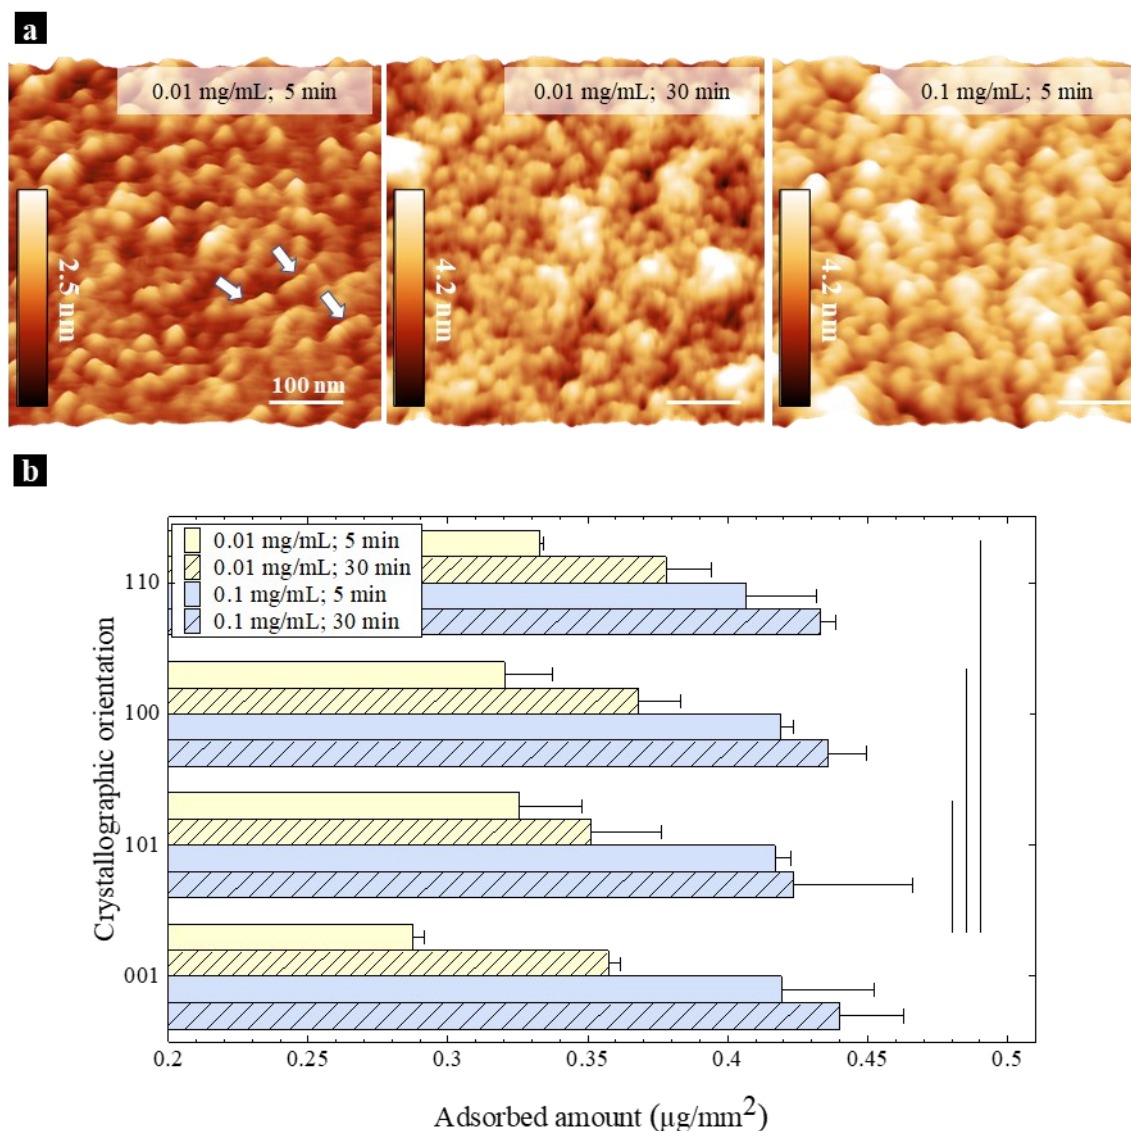 a
0.01 mg/mL; 5 min
0.01 mg/mL; 30 min
0.1 mg/mL; 5 min
2.5 nm
4.2 nm
4.2 nm
100 nm
b
0.01 mg/mL; 5 min
0.01 mg/mL; 30 min
0.1 mg/mL; 5 min
0.1 mg/mL; 30 min
Crystallographic orientation
110
100
101
001
0.2 0.25 0.3 0.35 0.4 0.45 0.5
Adsorbed amount (µg/mm²)